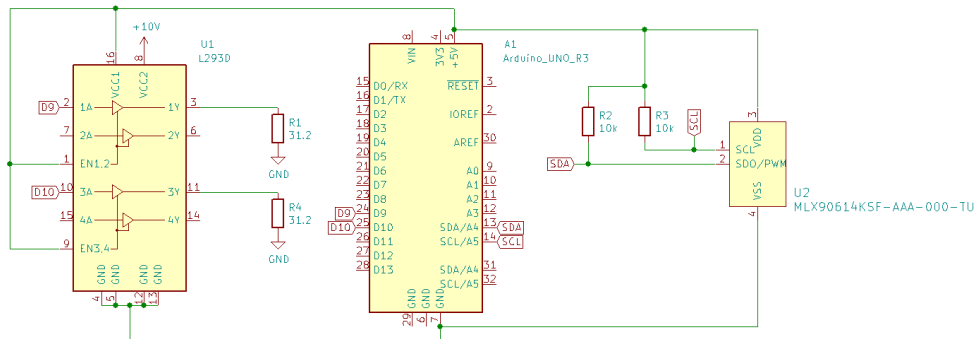 +10V
U1
L293D
16
8
VCC1
VCC2
D9
2
1A
1Y
3
7
2A
2Y
6
1
EN1,2
D10
10
3A
3Y
11
15
4A
4Y
14
9
EN3,4
GND
GND
GND
GND
4
5
12
13
R1
31.2
GND
R4
31.2
GND
A1
Arduino_UNO_R3
8
4
5
VIN
3V3
+5V
15
D0/RX
RESET
3
16
D1/TX
17
D2
IOREF
2
18
D3
19
D4
AREF
30
20
D5
21
D6
A0
9
22
D7
A1
10
23
D8
A2
11
D9
24
D9
A3
12
D10
25
D10
SDA/A4
13
SDA
26
D11
SCL/A5
14
SCL
27
D12
28
D13
SDA/A4
31
SCL/A5
32
GND
GND
GND
29
6
7
R2
10k
R3
10k
SCL
SDA
3
VDD
1
SCL
2
SDO/PWM
VSS
4
U2
MLX90614KSF-AAA-000-TU